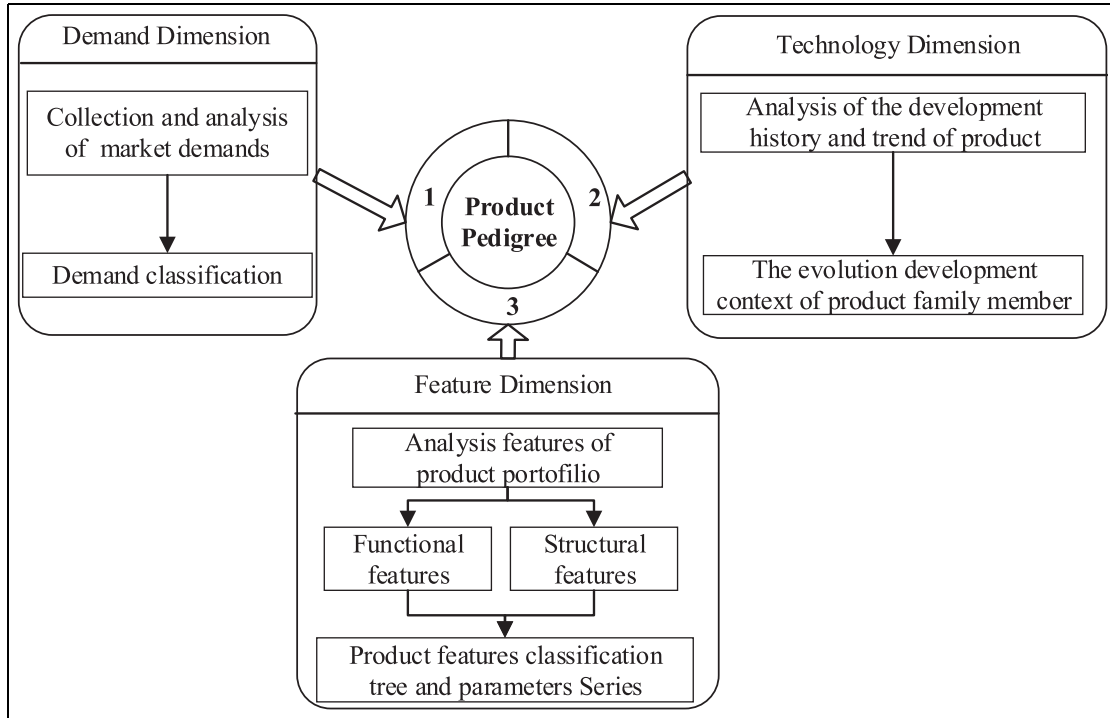 Demand Dimension
Collection and analysis
of market demands
Demand classification
1
Product
Pedigree
2
3
Technology Dimension
Analysis of the development
history and trend of product
The evolution development
context of product family member
Feature Dimension
Analysis features of
product portofilio
Functional
features
Structural
features
Product features classification
tree and parameters Series